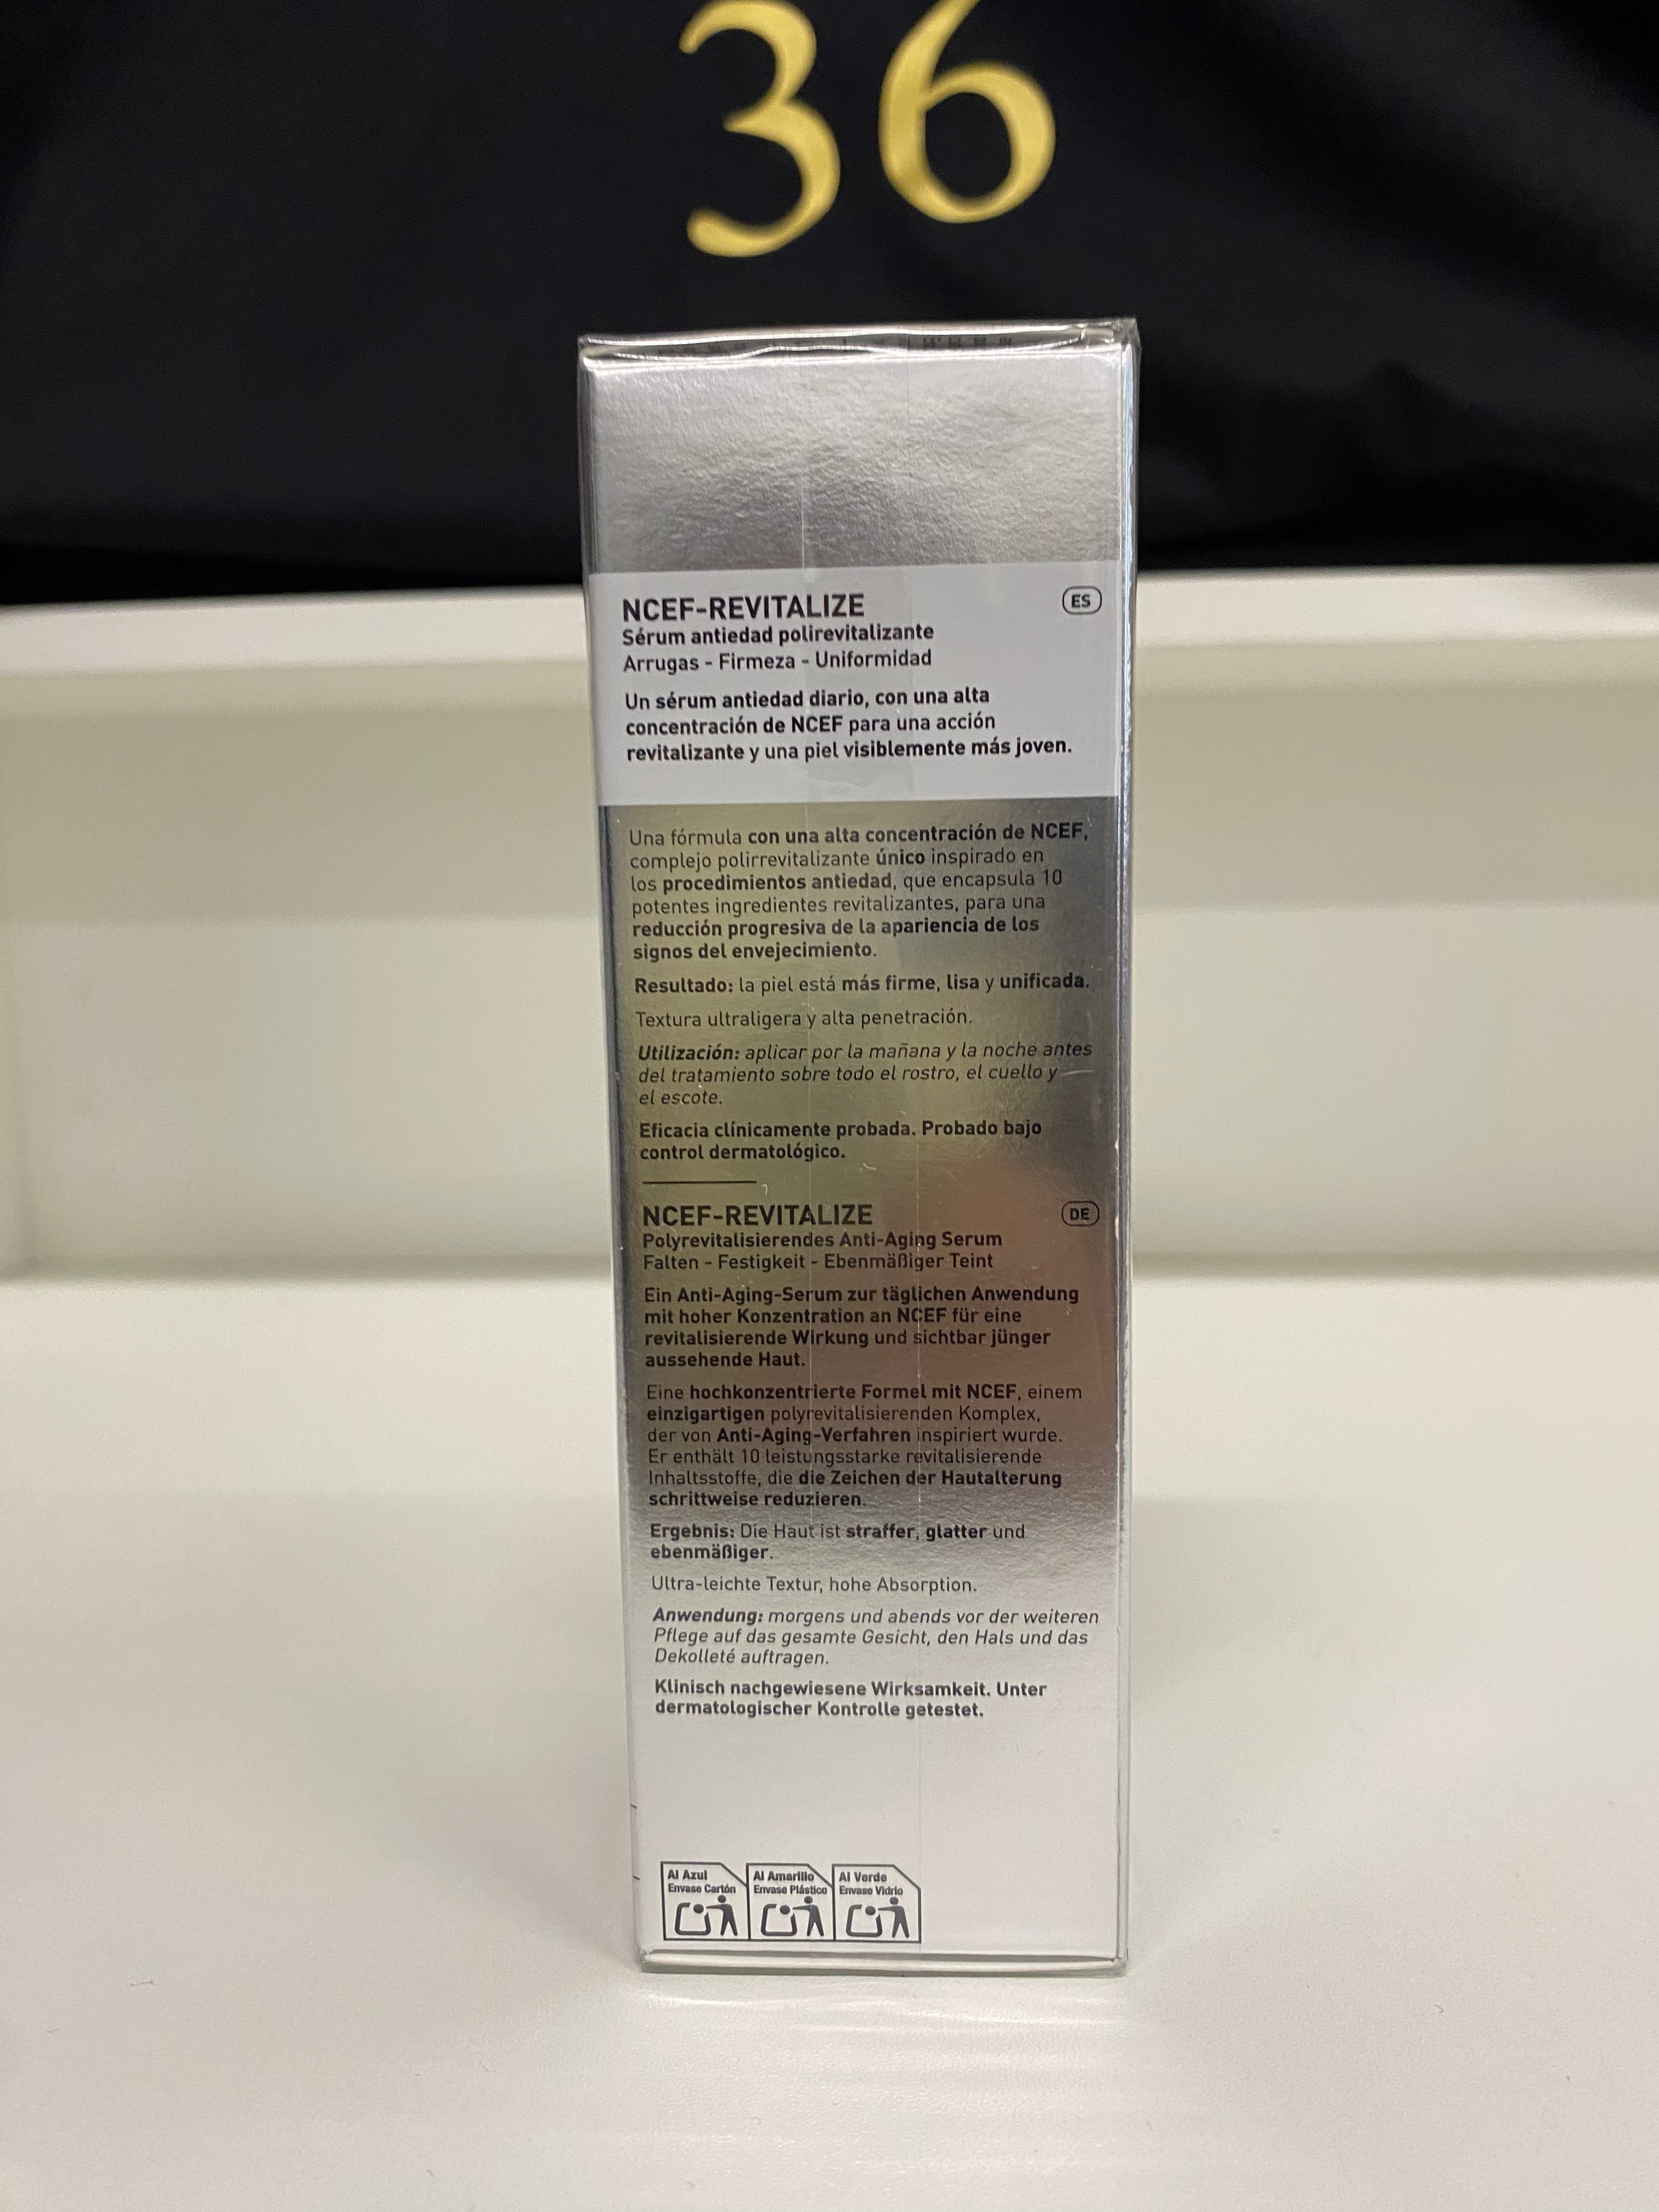 36
NCEF-REVITALIZE
ES
Sérum antiedad polirevitalizante
Arrugas - Firmeza - Uniformidad
Un sérum antiedad diario, con una alta
concentración de NCEF para una acción
revitalizante y una piel visiblemente más joven.
Una fórmula con una alta concentración de NCEF,
complejo polirrevitalizante único inspirado en
los procedimientos antiedad, que encapsula 10
potentes ingredientes revitalizantes, para una
reducción progresiva de la apariencia de los
signos del envejecimiento.
Resultado: la piel está más firme, lisa y unificada.
Textura ultraligera y alta penetración.
Utilización: aplicar por la mañana y la noche antes
del tratamiento sobre todo el rostro, el cuello y
el escote.
Eficacia clínicamente probada. Probado bajo
control dermatológico.
NCEF-REVITALIZE
DE
Polyrevitalisierendes Anti-Aging Serum
Falten - Festigkeit - Ebenmäßiger Teint
Ein Anti-Aging-Serum zur täglichen Anwendung
mit hoher Konzentration an NCEF für eine
revitalisierende Wirkung und sichtbar jünger
aussehende Haut.
Eine hochkonzentrierte Formel mit NCEF, einem
einzigartigen polyrevitalisierenden Komplex,
der von Anti-Aging-Verfahren inspiriert wurde.
Er enthält 10 leistungsstarke revitalisierende
Inhaltsstoffe, die die Zeichen der Hautalterung
schrittweise reduzieren.
Ergebnis: Die Haut ist straffer, glatter und
ebenmäßiger.
Ultra-leichte Textur, hohe Absorption.
Anwendung: morgens und abends vor der weiteren
Pflege auf das gesamte Gesicht, den Hals und das
Dekolleté auftragen.
Klinisch nachgewiesene Wirksamkeit. Unter
dermatologischer Kontrolle getestet.
Al Azul
Envase Cartón
Al Amarillo
Envase Plástico
Al Verde
Envase Vidrio